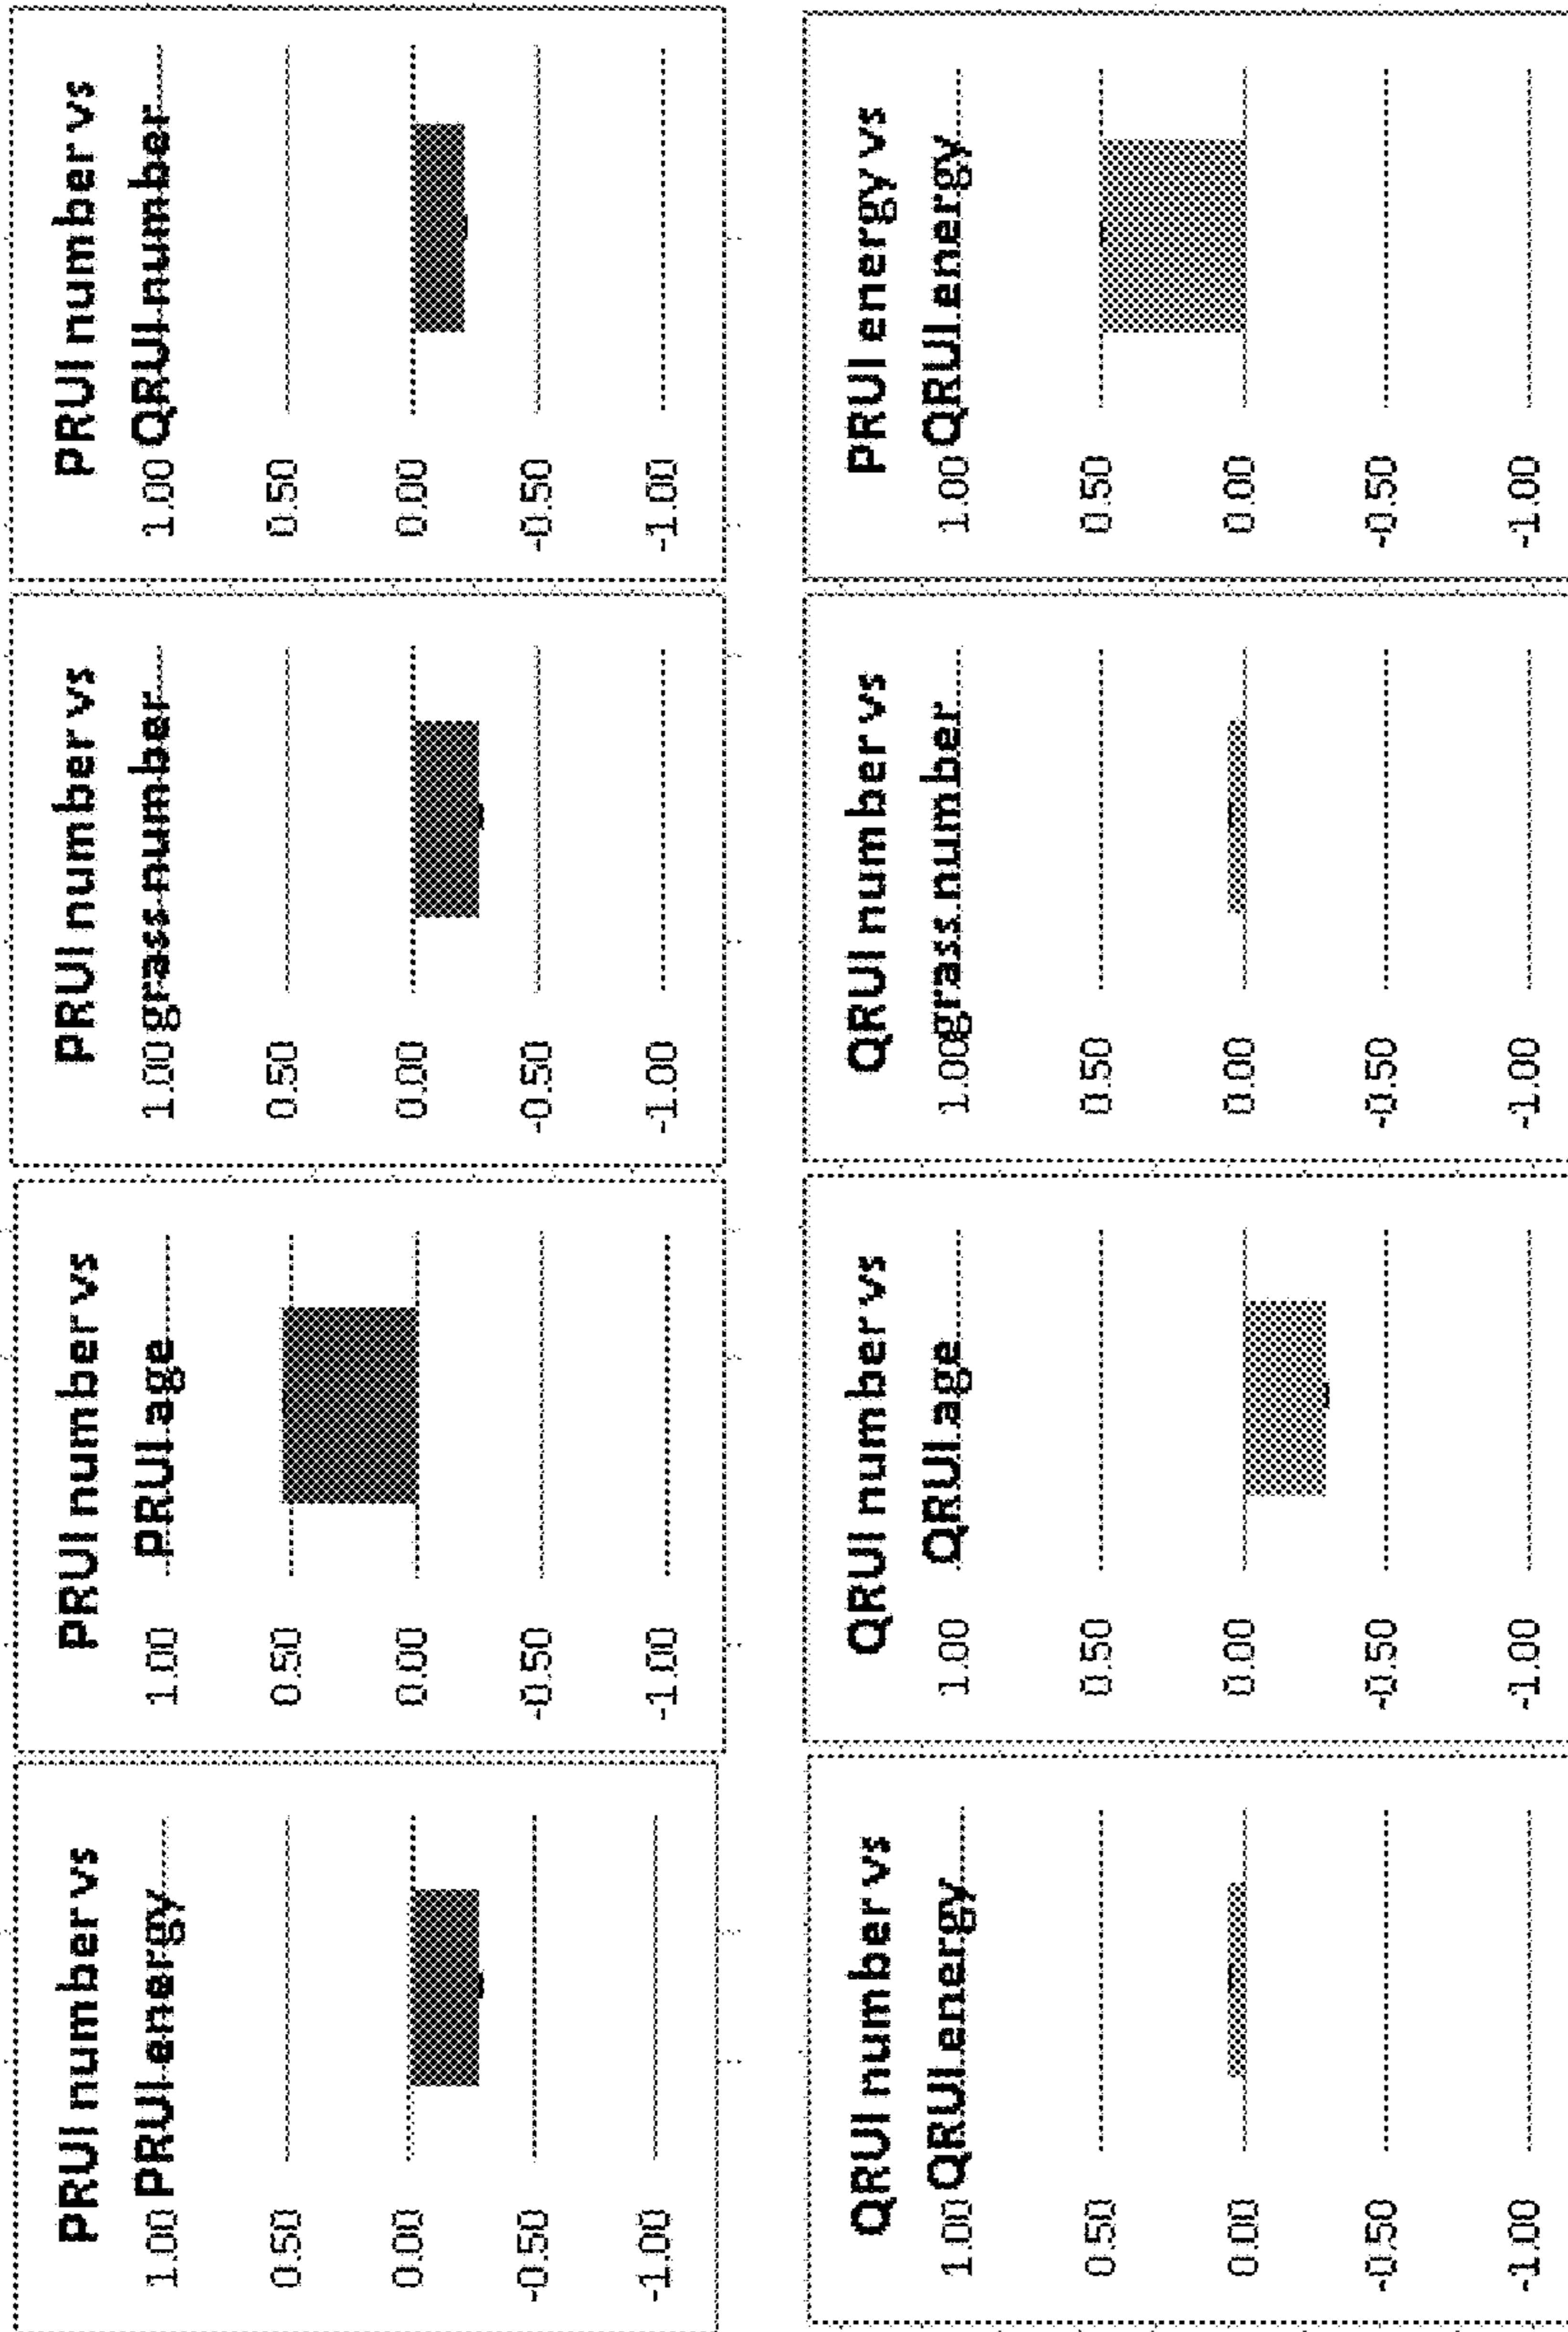 PRUI number vs
PRUI energy
1.00
0.50
0.00
-0.50
-1.00
PRUI number vs
PRUI age
1.00
0.50
0.00
-0.50
-1.00
PRUI number vs
grass number
1.00
0.50
0.00
-0.50
-1.00
PRUI number vs
QRUI number
1.00
0.50
0.00
-0.50
-1.00
QRUI number vs
QRUI energy
1.00
0.50
0.00
-0.50
-1.00
QRUI number vs
QRUI age
1.00
0.50
0.00
-0.50
-1.00
QRUI number vs
grass number
1.00
0.50
0.00
-0.50
-1.00
PRUI energy vs
QRUI energy
1.00
0.50
0.00
-0.50
-1.00